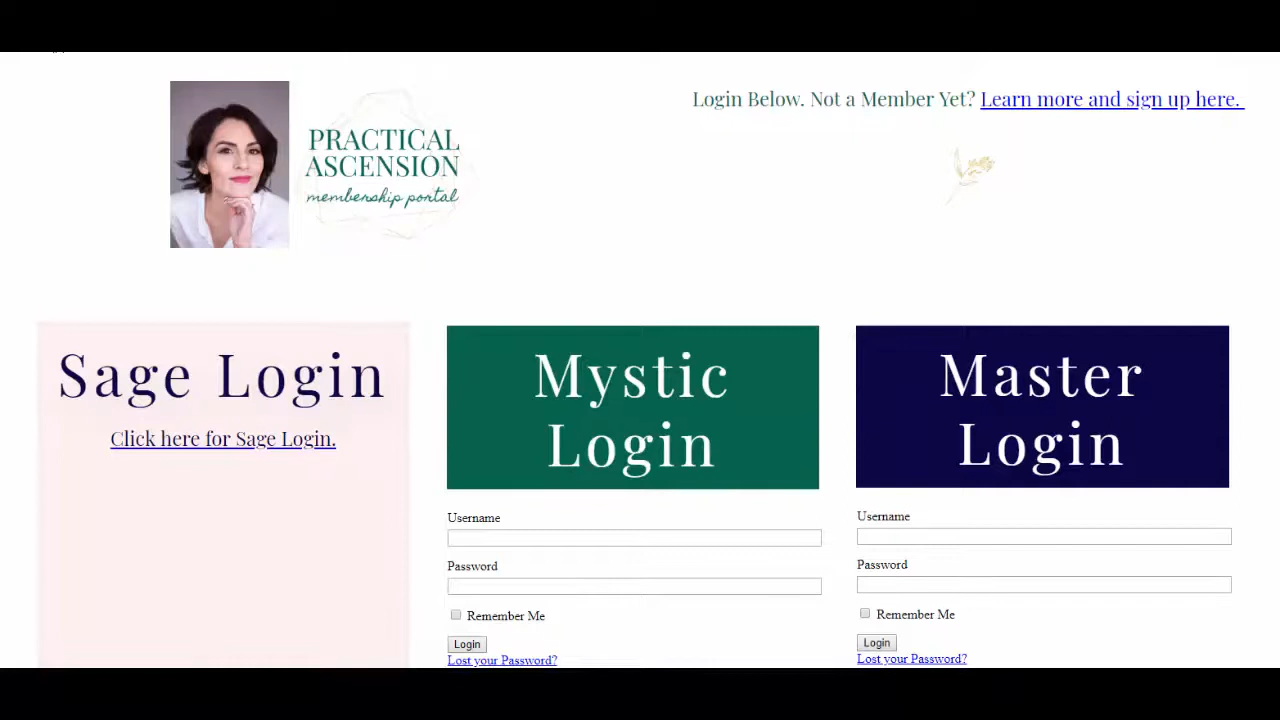 Login Below. Not a Member Yet? Learn more and sign up here.
PRACTICAL
ASCENSION
membership portal
Sage Login
Click here for Sage Login.
Mystic
Login
Username
Password
Remember Me
Login
Lost your Password?
Master
Login
Username
Password
Remember Me
Login
Lost your Password?